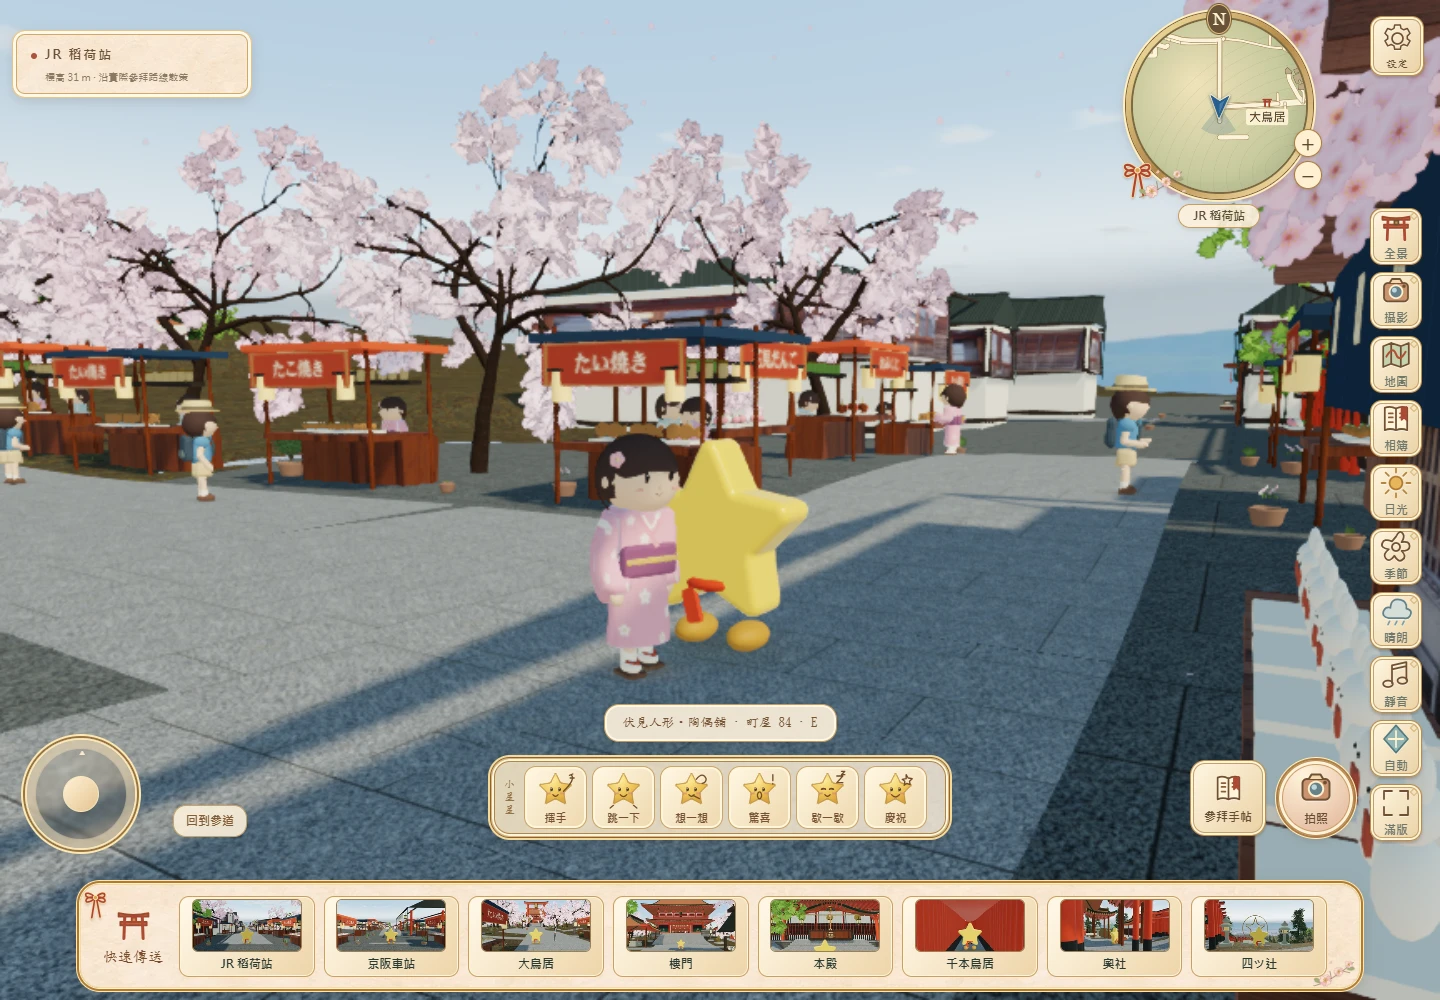 JR 稻荷站
標高 31 m · 沿實際參拜路線散策
N
大鳥居
+
−
JR 稻荷站
設定
全景
攝影
地圖
相簿
日光
季節
晴朗
靜音
自動
滿版
たい焼き
たこ焼き
たい焼き
伏見人形・陶偶舖 · 町屋 84 · E
小星星
揮手
跳一下
想一想
驚喜
歇一歇
慶祝
回到參道
參拜手帖
拍照
快速傳送
JR 稻荷站
京阪車站
大鳥居
樓門
本殿
千本鳥居
奧社
四ツ辻